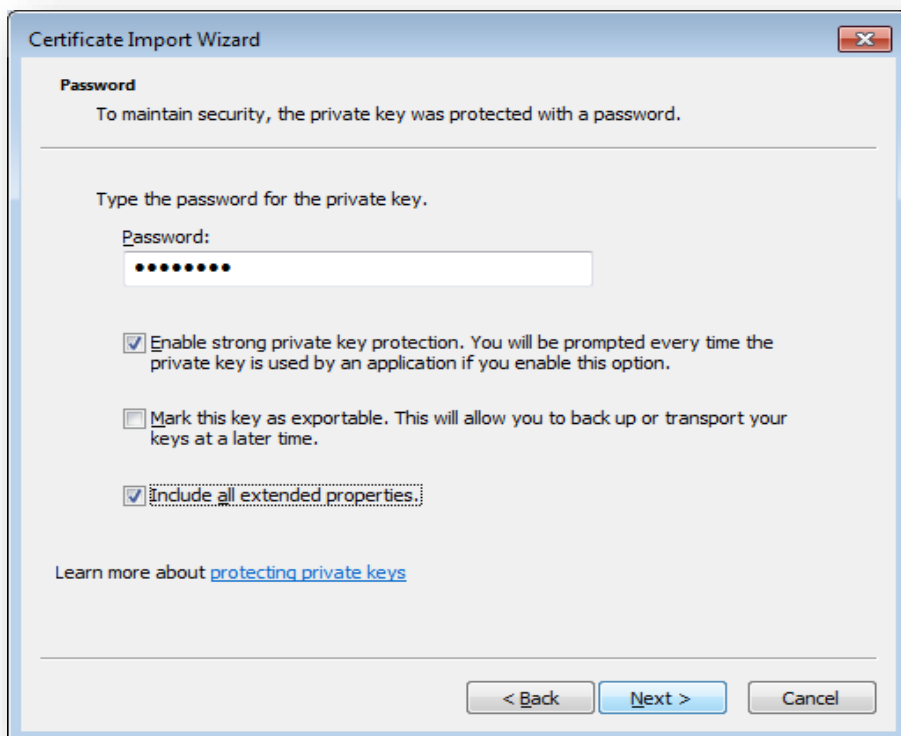 Certificate Import Wizard
Password
To maintain security, the private key was protected with a password.
Type the password for the private key.
Password:
••••••••
Enable strong private key protection. You will be prompted every time the
private key is used by an application if you enable this option.
Mark this key as exportable. This will allow you to back up or transport your
keys at a later time.
Include all extended properties.
Learn more about protecting private keys
< Back Next > Cancel